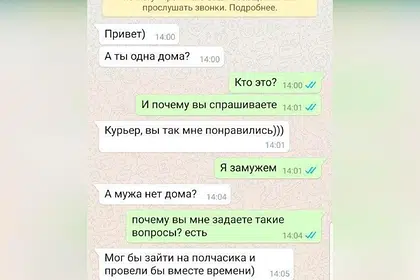 прослушать звонки. Подробнее.
Привет)
14:00
А ты одна дома?
14:00
Кто это?
14:00
И почему вы спрашиваете
14:01
Курьер, вы так мне понравились)))
14:01
Я замужем
14:01
А мужа нет дома?
14:04
почему вы мне задаете такие
вопросы? есть
14:04
Мог бы зайти на полчасика и
провели бы вместе времени)
14:05